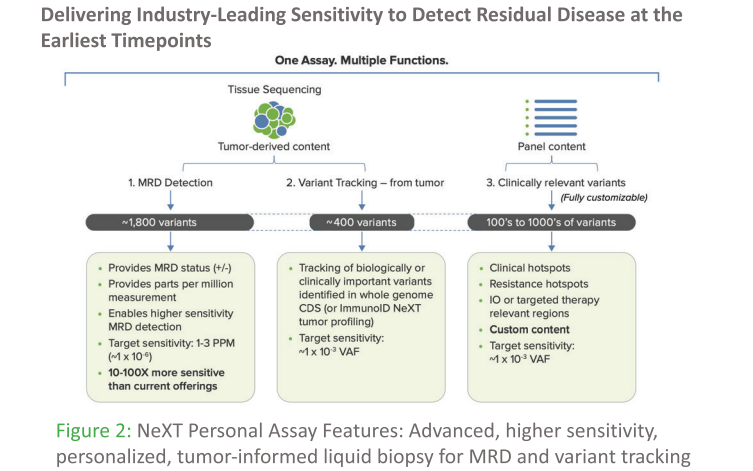 Delivering Industry-Leading Sensitivity to Detect Residual Disease at the
Earliest Timepoints
One Assay. Multiple Functions.
Tissue Sequencing
Tumor-derived content
Panel content
1. MRD Detection
2. Variant Tracking – from tumor
3. Clinically relevant variants
(Fully customizable)
~1,800 variants
~400 variants
100's to 1000's of variants
• Provides MRD status (+/-)
• Provides parts per million
measurement
• Enables higher sensitivity
MRD detection
• Target sensitivity: 1-3 PPM
(~1 x 10⁻⁶)
• 10-100X more sensitive
than current offerings
• Tracking of biologically or
clinically important variants
identified in whole genome
CDS (or ImmunoID NeXT
tumor profiling)
• Target sensitivity:
~1 x 10⁻³ VAF
• Clinical hotspots
• Resistance hotspots
• IO or targeted therapy
relevant regions
• Custom content
• Target sensitivity:
~1 x 10⁻³ VAF
Figure 2: NeXT Personal Assay Features: Advanced, higher sensitivity,
personalized, tumor-informed liquid biopsy for MRD and variant tracking